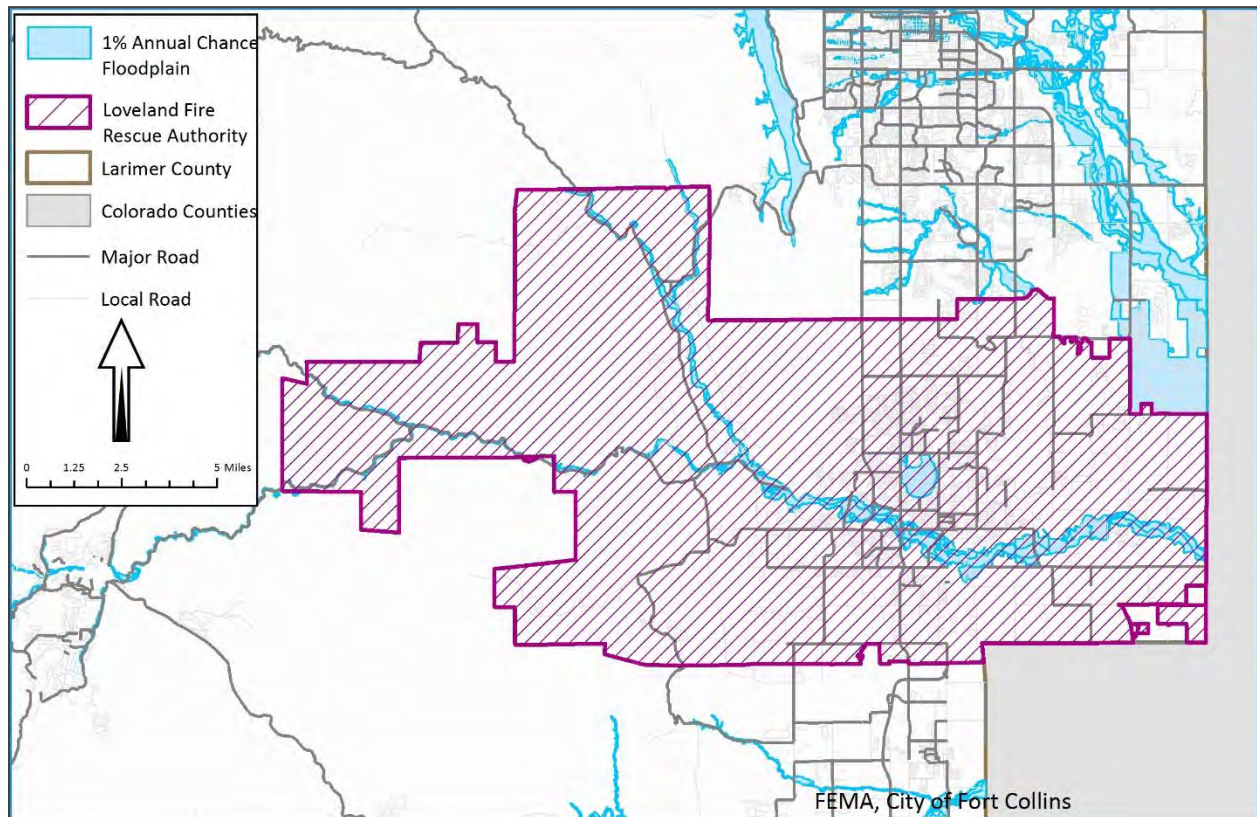 1% Annual Chance
Floodplain
Loveland Fire
Rescue Authority
Larimer County
Colorado Counties
Major Road
Local Road
0 1.25 2.5 5 Miles
FEMA, City of Fort Collins